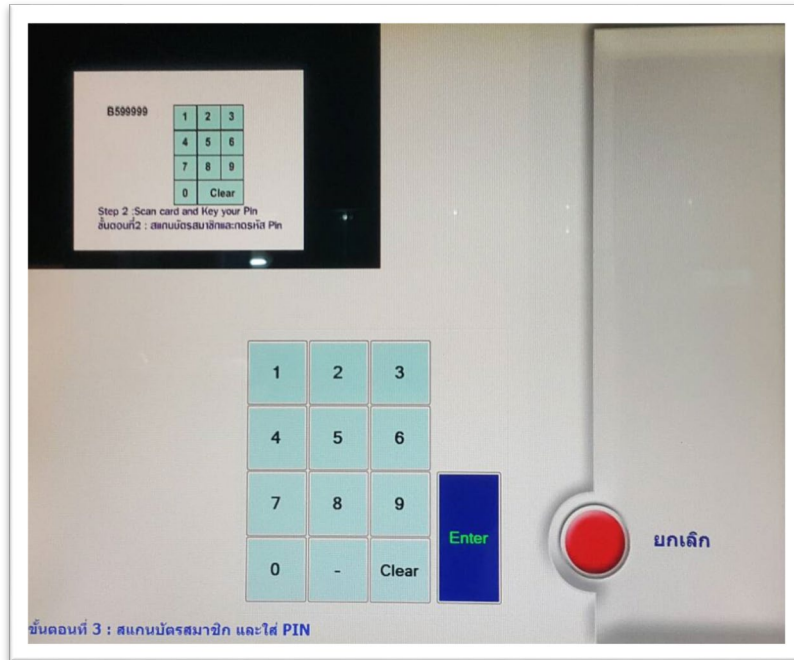 B599999
1 2 3
4 5 6
7 8 9
0 Clear
Step 2 :Scan card and Key your Pin
ขั้นตอนที่2 : สแกนบัตรสมาชิกและกดรหัส Pin
1 2 3
4 5 6
7 8 9
Enter
0 - Clear
ยกเลิก
ขั้นตอนที่ 3 : สแกนบัตรสมาชิก และใส่ PIN